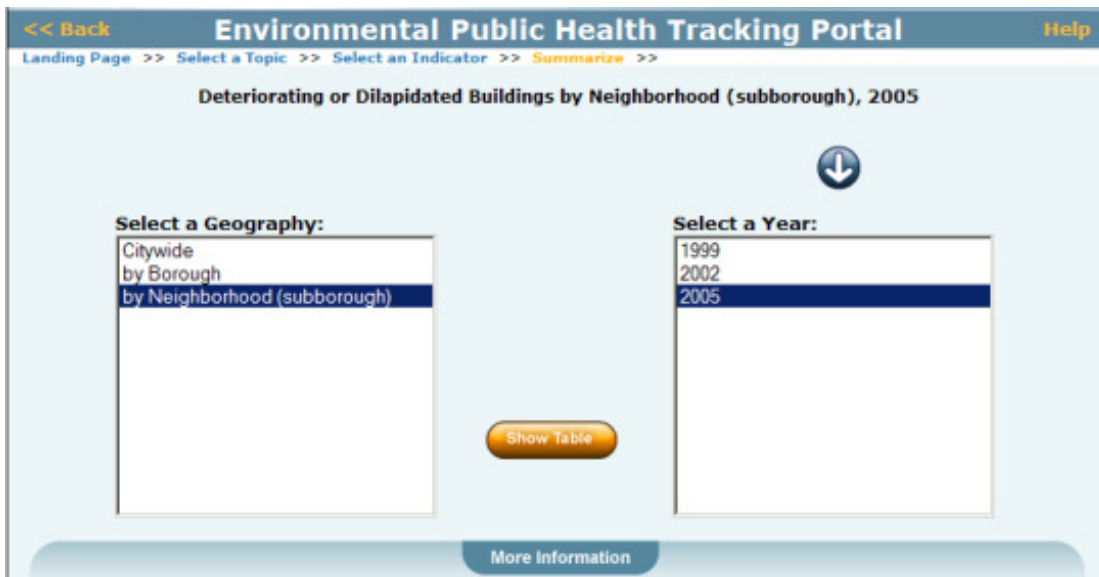 << Back Environmental Public Health Tracking Portal Help
Landing Page >> Select a Topic >> Select an Indicator >> Summarize >>
Deteriorating or Dilapidated Buildings by Neighborhood (subborough), 2005
Select a Geography:
Citywide
by Borough
by Neighborhood (subborough)
Select a Year:
1999
2002
2005
Show Table
More Information